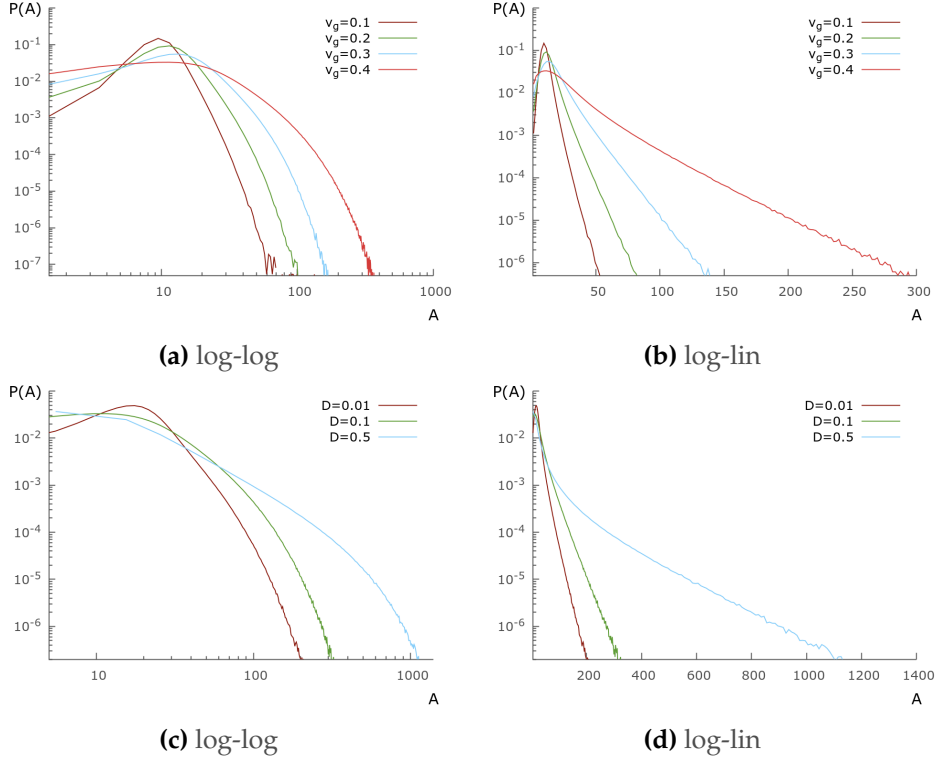 P(A)
v_g=0.1
v_g=0.2
v_g=0.3
v_g=0.4
10^-1
10^-2
10^-3
10^-4
10^-5
10^-6
10^-7
10 100 1000
A
(a) log-log
P(A)
v_g=0.1
v_g=0.2
v_g=0.3
v_g=0.4
10^-1
10^-2
10^-3
10^-4
10^-5
10^-6
50 100 150 200 250 300
A
(b) log-lin
P(A)
D=0.01
D=0.1
D=0.5
10^-2
10^-3
10^-4
10^-5
10^-6
10 100 1000
A
(c) log-log
P(A)
D=0.01
D=0.1
D=0.5
10^-1
10^-2
10^-3
10^-4
10^-5
10^-6
200 400 600 800 1000 1200 1400
A
(d) log-lin